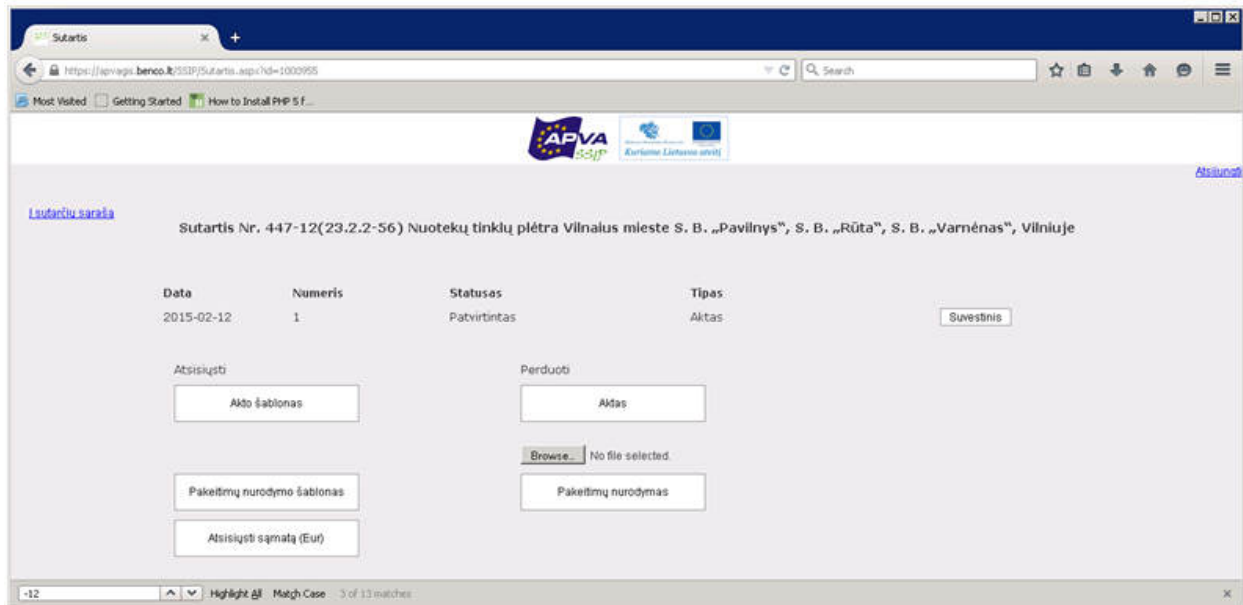 Sutartis
https://apvagis.benco.lt/SSIP/Sutartis.aspx?id=1000955
Search
Most Visited Getting Started How to Install PHP 5 f...
APVA
SSIP
Kuriame Lietuvos ateitį
Atsijungti
Į sutarčių sąrašą
Sutartis Nr. 447-12(23.2.2-56) Nuotekų tinklų plėtra Vilniaus mieste S. B. „Pavilnys“, S. B. „Rūta“, S. B. „Varnėnas“, Vilniuje
Data Numeris Statusas Tipas
2015-02-12 1 Patvirtintas Aktas Suvestinis
Atsisiųsti Perduoti
Akto šablonas Aktas
Browse... No file selected.
Pakeitimų nurodymo šablonas Pakeitimų nurodymas
Atsisiųsti sąmatą (Eur)
-12 Highlight All Match Case 3 of 13 matches